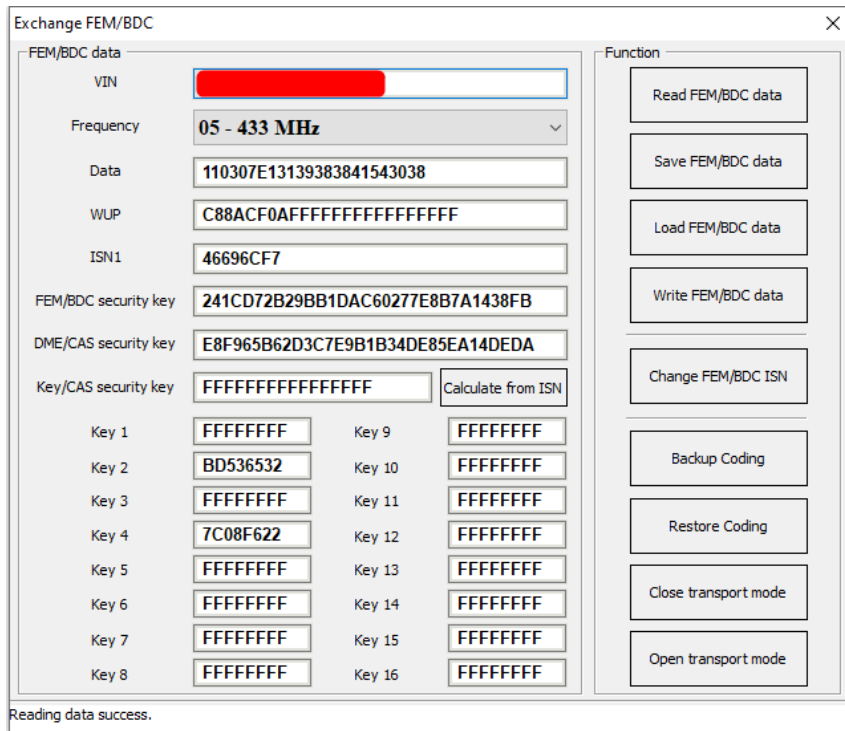 Exchange FEM/BDC
FEM/BDC data
VIN
Frequency 05 - 433 MHz
Data 110307E13139383841543038
WUP C88ACF0AFFFFFFFFFFFFFFFF
ISN1 46696CF7
FEM/BDC security key 241CD72B29BB1DAC60277E8B7A1438FB
DME/CAS security key E8F965B62D3C7E9B1B34DE85EA14DEDA
Key/CAS security key FFFFFFFFFFFFFFFF Calculate from ISN
Key 1 FFFFFFFF Key 9 FFFFFFFF
Key 2 BD536532 Key 10 FFFFFFFF
Key 3 FFFFFFFF Key 11 FFFFFFFF
Key 4 7C08F622 Key 12 FFFFFFFF
Key 5 FFFFFFFF Key 13 FFFFFFFF
Key 6 FFFFFFFF Key 14 FFFFFFFF
Key 7 FFFFFFFF Key 15 FFFFFFFF
Key 8 FFFFFFFF Key 16 FFFFFFFF
Function
Read FEM/BDC data
Save FEM/BDC data
Load FEM/BDC data
Write FEM/BDC data
Change FEM/BDC ISN
Backup Coding
Restore Coding
Close transport mode
Open transport mode
Reading data success.